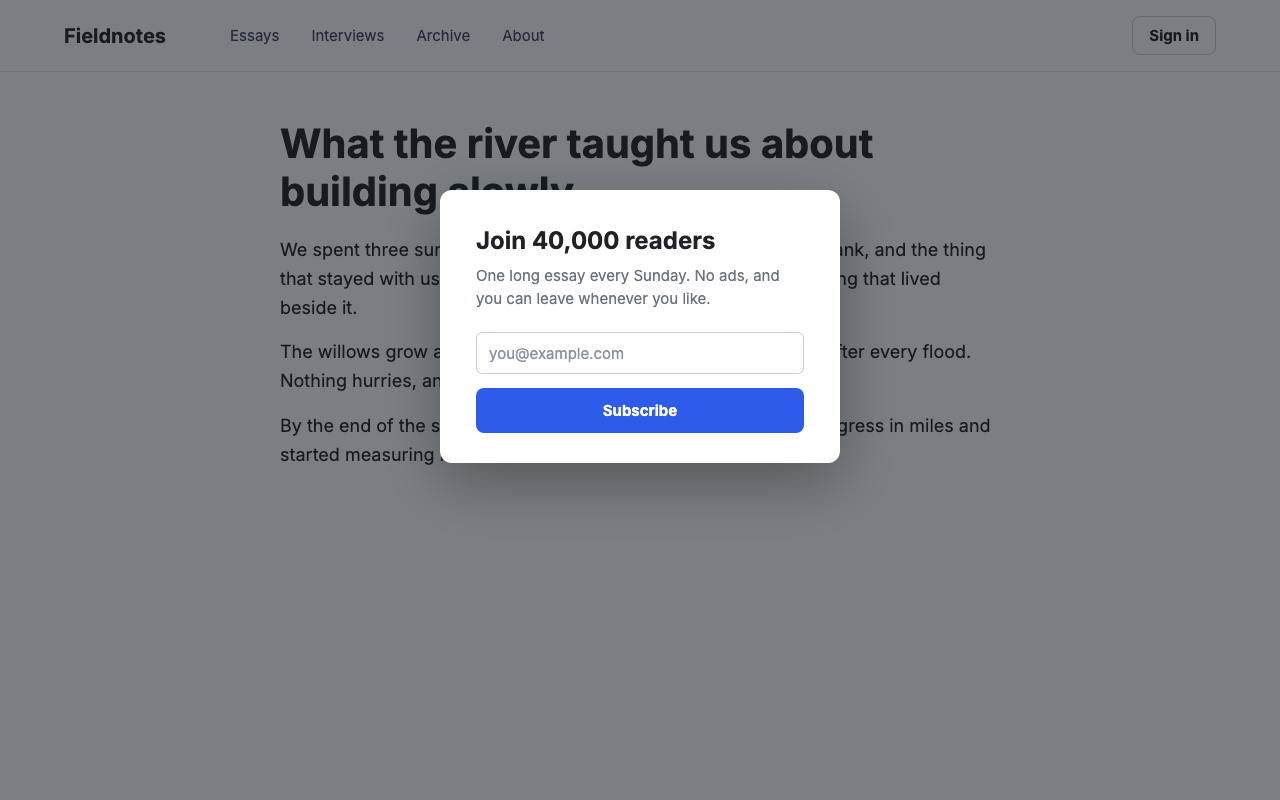 Fieldnotes
Essays
Interviews
Archive
About
Sign in
What the river taught us about
building slowly
Join 40,000 readers
One long essay every Sunday. No ads, and
you can leave whenever you like.
you@example.com
Subscribe
We spent three
and the thing
that stayed with us
that lived
beside it.
The willows grow
every flood.
Nothing hurries,
By the end of the
in miles and
started measuring